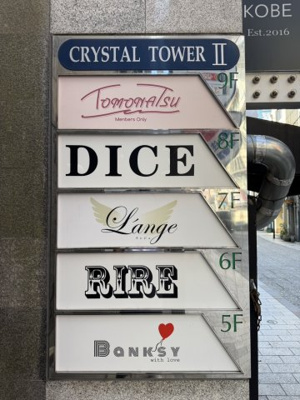 KOBE
Est.2016
CRYSTAL TOWER II
9F
TOMOMATSU
Members Only
8F
DICE
7F
L'ange
6F
RIRE
5F
BANKSY
with love